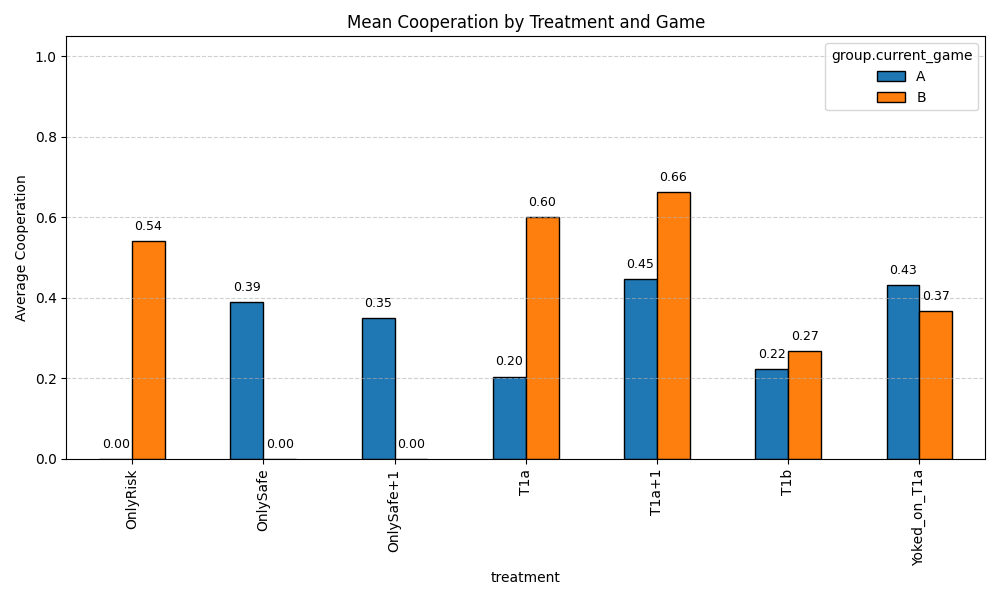 Mean Cooperation by Treatment and Game
group.current_game
A
B
Average Cooperation
1.0
0.8
0.6
0.4
0.2
0.0
0.00
0.54
0.39
0.00
0.35
0.00
0.20
0.60
0.45
0.66
0.22
0.27
0.43
0.37
OnlyRisk
OnlySafe
OnlySafe+1
T1a
T1a+1
T1b
Yoked_on_T1a
treatment